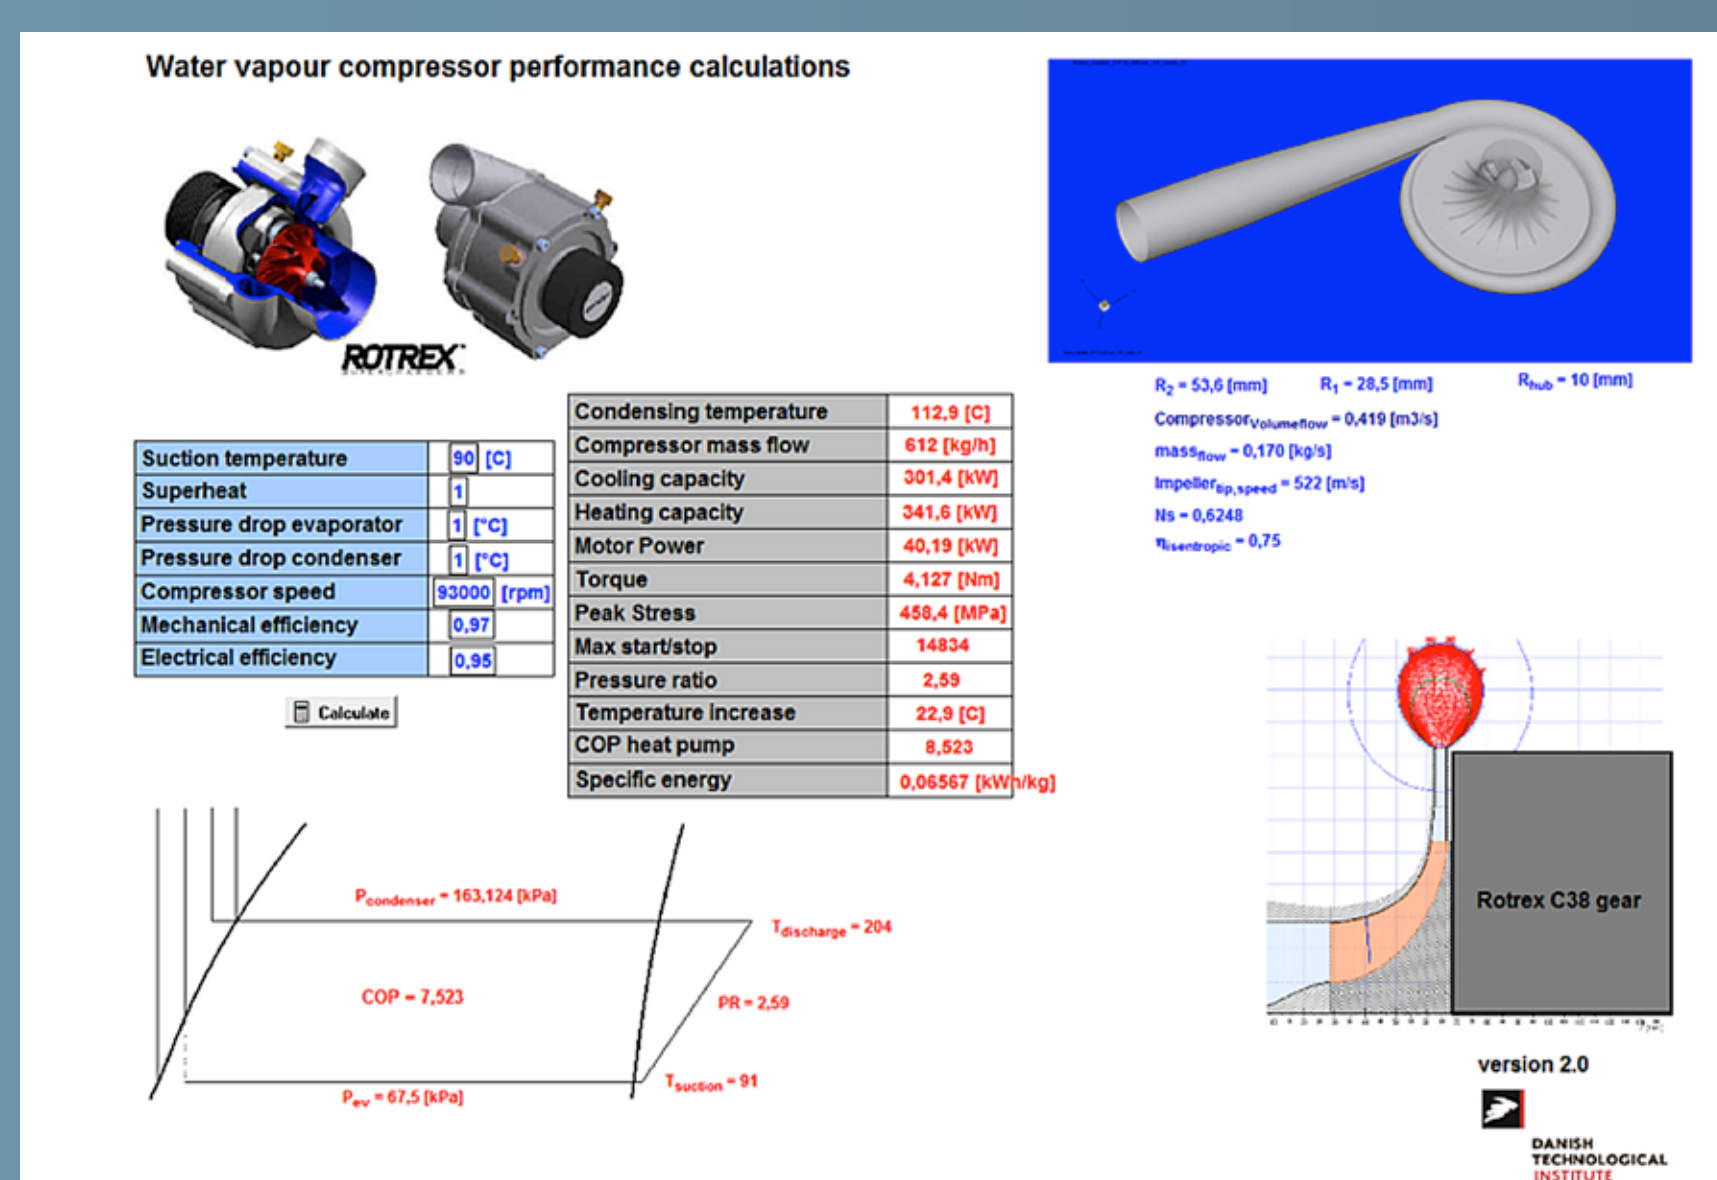 Water vapour compressor performance calculations
ROTREX
SUPERCHARGERS
R2 = 53,6 [mm] R1 = 28,5 [mm] Rhub = 10 [mm]
CompressorVolumeflow = 0,419 [m3/s]
massflow = 0,170 [kg/s]
Impellertip,speed = 522 [m/s]
Ns = 0,6248
ηisentropic = 0,75
Suction temperature 90 [C]
Superheat 1
Pressure drop evaporator 1 [°C]
Pressure drop condenser 1 [°C]
Compressor speed 93000 [rpm]
Mechanical efficiency 0,97
Electrical efficiency 0,95
Calculate
Condensing temperature 112,9 [C]
Compressor mass flow 612 [kg/h]
Cooling capacity 301,4 [kW]
Heating capacity 341,6 [kW]
Motor Power 40,19 [kW]
Torque 4,127 [Nm]
Peak Stress 458,4 [MPa]
Max start/stop 14834
Pressure ratio 2,59
Temperature increase 22,9 [C]
COP heat pump 8,523
Specific energy 0,06567 [kWh/kg]
Pcondenser = 163,124 [kPa]
Tdischarge = 204
COP = 7,523
PR = 2,59
Tsuction = 91
Pev = 67,5 [kPa]
Rotrex C38 gear
version 2.0
DANISH
TECHNOLOGICAL
INSTITUTE